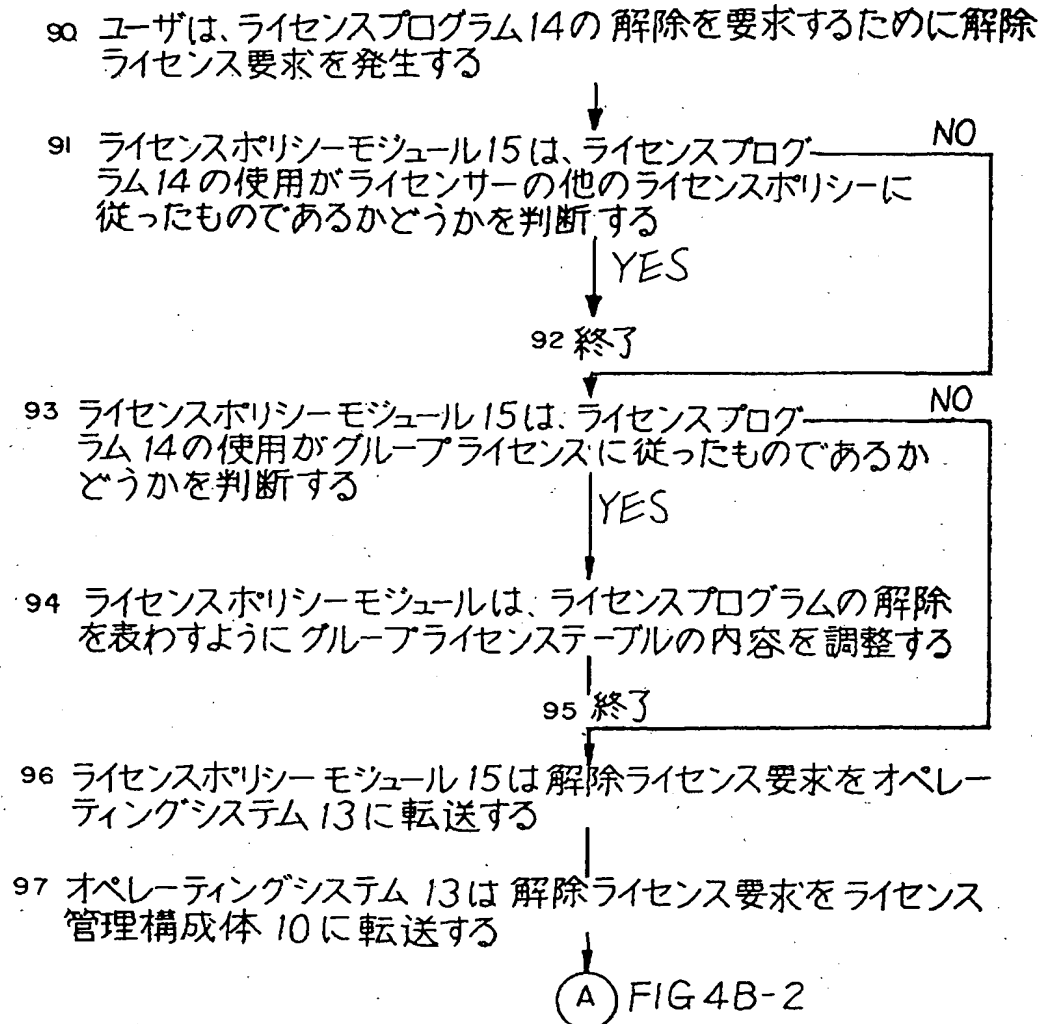 90 ユーザは、ライセンスプログラム14の解除を要求するために解除
ライセンス要求を発生する
91 ライセンスポリシーモジュール15は、ライセンスプログ NO
ラム14の使用がライセンサーの他のライセンスポリシーに
従ったものであるかどうかを判断する
YES
92 終了
93 ライセンスポリシーモジュール15は、ライセンスプログ NO
ラム14の使用がグループライセンスに従ったものであるか
どうかを判断する
YES
94 ライセンスポリシーモジュールは、ライセンスプログラムの解除
を表わすようにグループライセンステーブルの内容を調整する
95 終了
96 ライセンスポリシーモジュール15は解除ライセンス要求をオペレー
ティングシステム13に転送する
97 オペレーティングシステム13は解除ライセンス要求をライセンス
管理構成体10に転送する
A FIG 4B-2